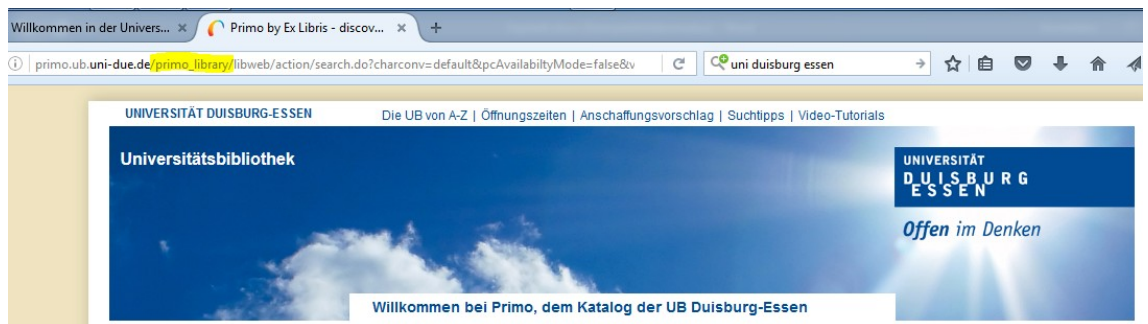 Willkommen in der Univers... × Primo by Ex Libris - discov... × +
primo.ub.uni-due.de/primo_library/libweb/action/search.do?charconv=default&pcAvailabiltyMode=false&v uni duisburg essen
UNIVERSITÄT DUISBURG-ESSEN Die UB von A-Z | Öffnungszeiten | Anschaffungsvorschlag | Suchtipps | Video-Tutorials
Universitätsbibliothek
UNIVERSITÄT
DUISBURG
ESSEN
Offen im Denken
Willkommen bei Primo, dem Katalog der UB Duisburg-Essen